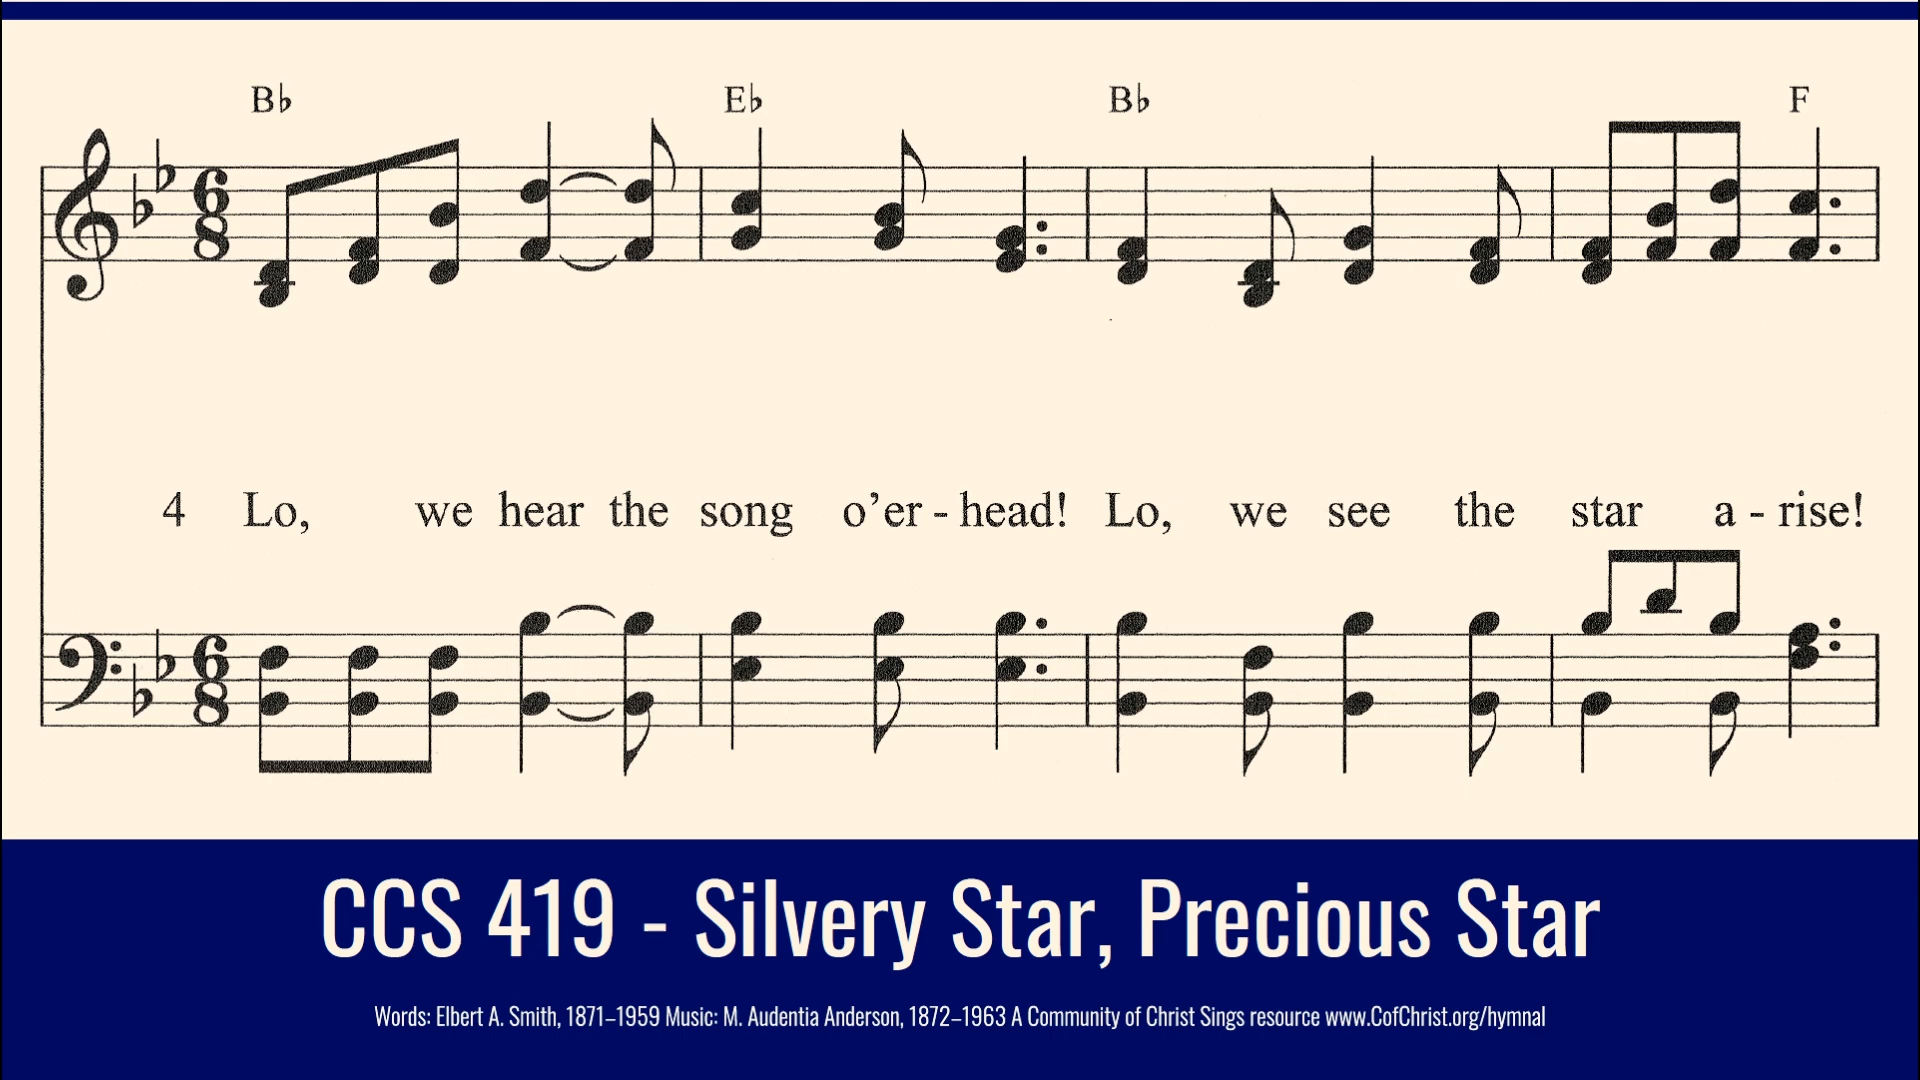 B♭ E♭ B♭ F
4 Lo, we hear the song o’er - head! Lo, we see the star a - rise!
CCS 419 - Silvery Star, Precious Star
Words: Elbert A. Smith, 1871–1959 Music: M. Audentia Anderson, 1872–1963 A Community of Christ Sings resource www.CofChrist.org/hymnal